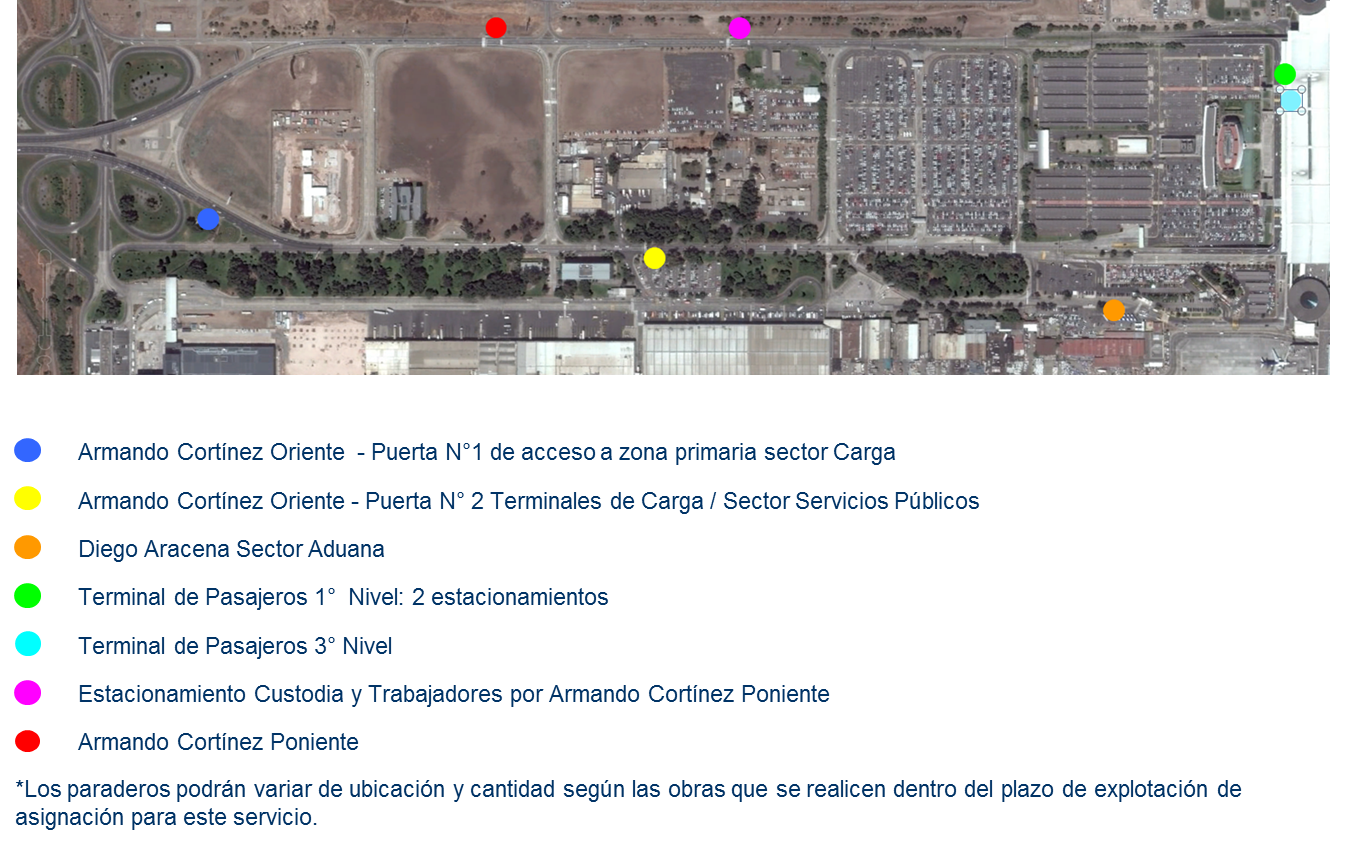 Armando Cortínez Oriente - Puerta N°1 de acceso a zona primaria sector Carga
Armando Cortínez Oriente - Puerta N° 2 Terminales de Carga / Sector Servicios Públicos
Diego Aracena Sector Aduana
Terminal de Pasajeros 1° Nivel: 2 estacionamientos
Terminal de Pasajeros 3° Nivel
Estacionamiento Custodia y Trabajadores por Armando Cortínez Poniente
Armando Cortínez Poniente
*Los paraderos podrán variar de ubicación y cantidad según las obras que se realicen dentro del plazo de explotación de
asignación para este servicio.